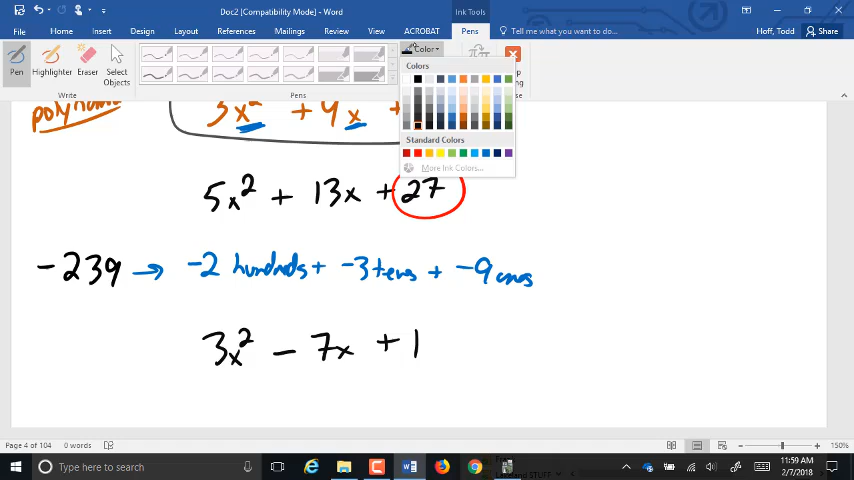 Doc2 [Compatibility Mode] - Word
Ink Tools
File Home Insert Design Layout References Mailings Review View ACROBAT Pens Tell me what you want to do... Hoff, Todd Share
Pen Highlighter Eraser Select Objects
Color
Write
Pens
Colors
Standard Colors
More Ink Colors...
3x² + 4x +
5x² + 13x + 27
-239 → -2 hundreds + -3 tens + -9 ones
3x² - 7x + 1
Page 4 of 104 0 words 150%
Type here to search
11:59 AM
2/7/2018